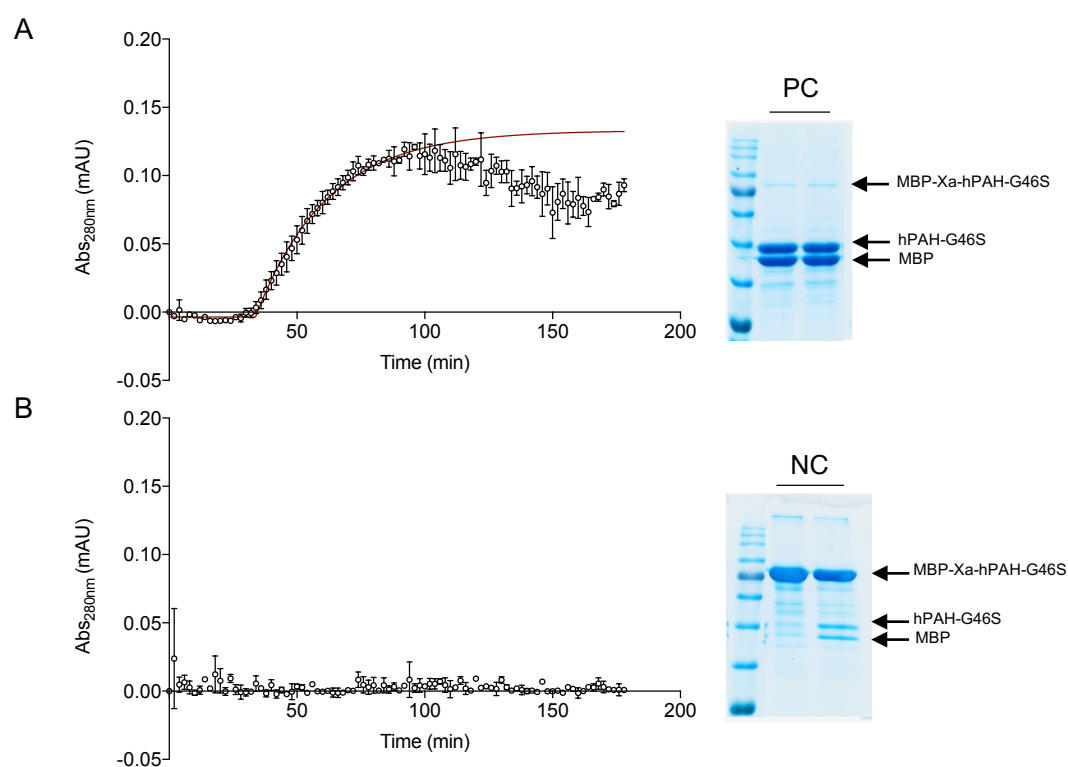 A
0.20
0.15
0.10
0.05
0.00
-0.05
50
100
150
200
Abs280nm (mAU)
Time (min)
PC
MBP-Xa-hPAH-G46S
hPAH-G46S
MBP
B
0.20
0.15
0.10
0.05
0.00
-0.05
50
100
150
200
Abs280nm (mAU)
Time (min)
NC
MBP-Xa-hPAH-G46S
hPAH-G46S
MBP